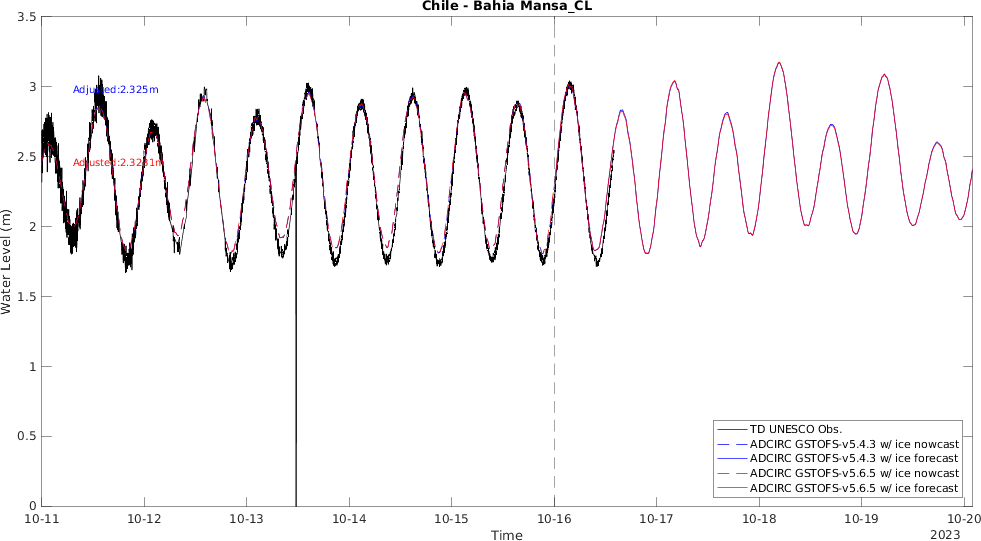 Chile - Bahia Mansa_CL
3.5
3
2.5
2
1.5
1
0.5
0
Water Level (m)
Adjusted:2.325m
Adjusted:2.3231m
TD UNESCO Obs.
ADCIRC GSTOFS-v5.4.3 w/ ice nowcast
ADCIRC GSTOFS-v5.4.3 w/ ice forecast
ADCIRC GSTOFS-v5.6.5 w/ ice nowcast
ADCIRC GSTOFS-v5.6.5 w/ ice forecast
10-11 10-12 10-13 10-14 10-15 10-16 10-17 10-18 10-19 10-20
Time
2023